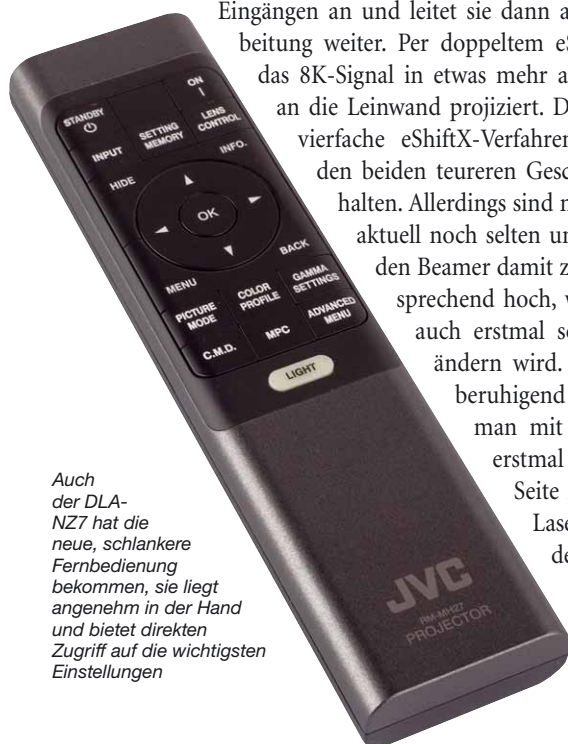 Eingängen an und leitet sie dann a
beitung weiter. Per doppeltem
das 8K-Signal in etwas mehr
an die Leinwand projiziert.
vierfache eShiftX-Verfahren
den beiden teureren
halten. Allerdings sind
aktuell noch selten
den Beamer damit
sprechend hoch,
auch erstmal
ändern wird.
beruhigend
man mit
erstmal
Seite
Auch
der DLA-
NZ7 hat die
neue, schlankere
Fernbedienung
bekommen, sie liegt
angenehm in der Hand
und bietet direkten
Zugriff auf die wichtigsten
Einstellungen
STANDBY
ON
I
INPUT
SETTING
MEMORY
LENS
CONTROL
HIDE
INFO.
OK
MENU
BACK
PICTURE
MODE
COLOR
PROFILE
GAMMA
SETTINGS
C.M.D.
MPC
ADVANCED
MENU
LIGHT
JVC
RM-MH27
PROJECTOR